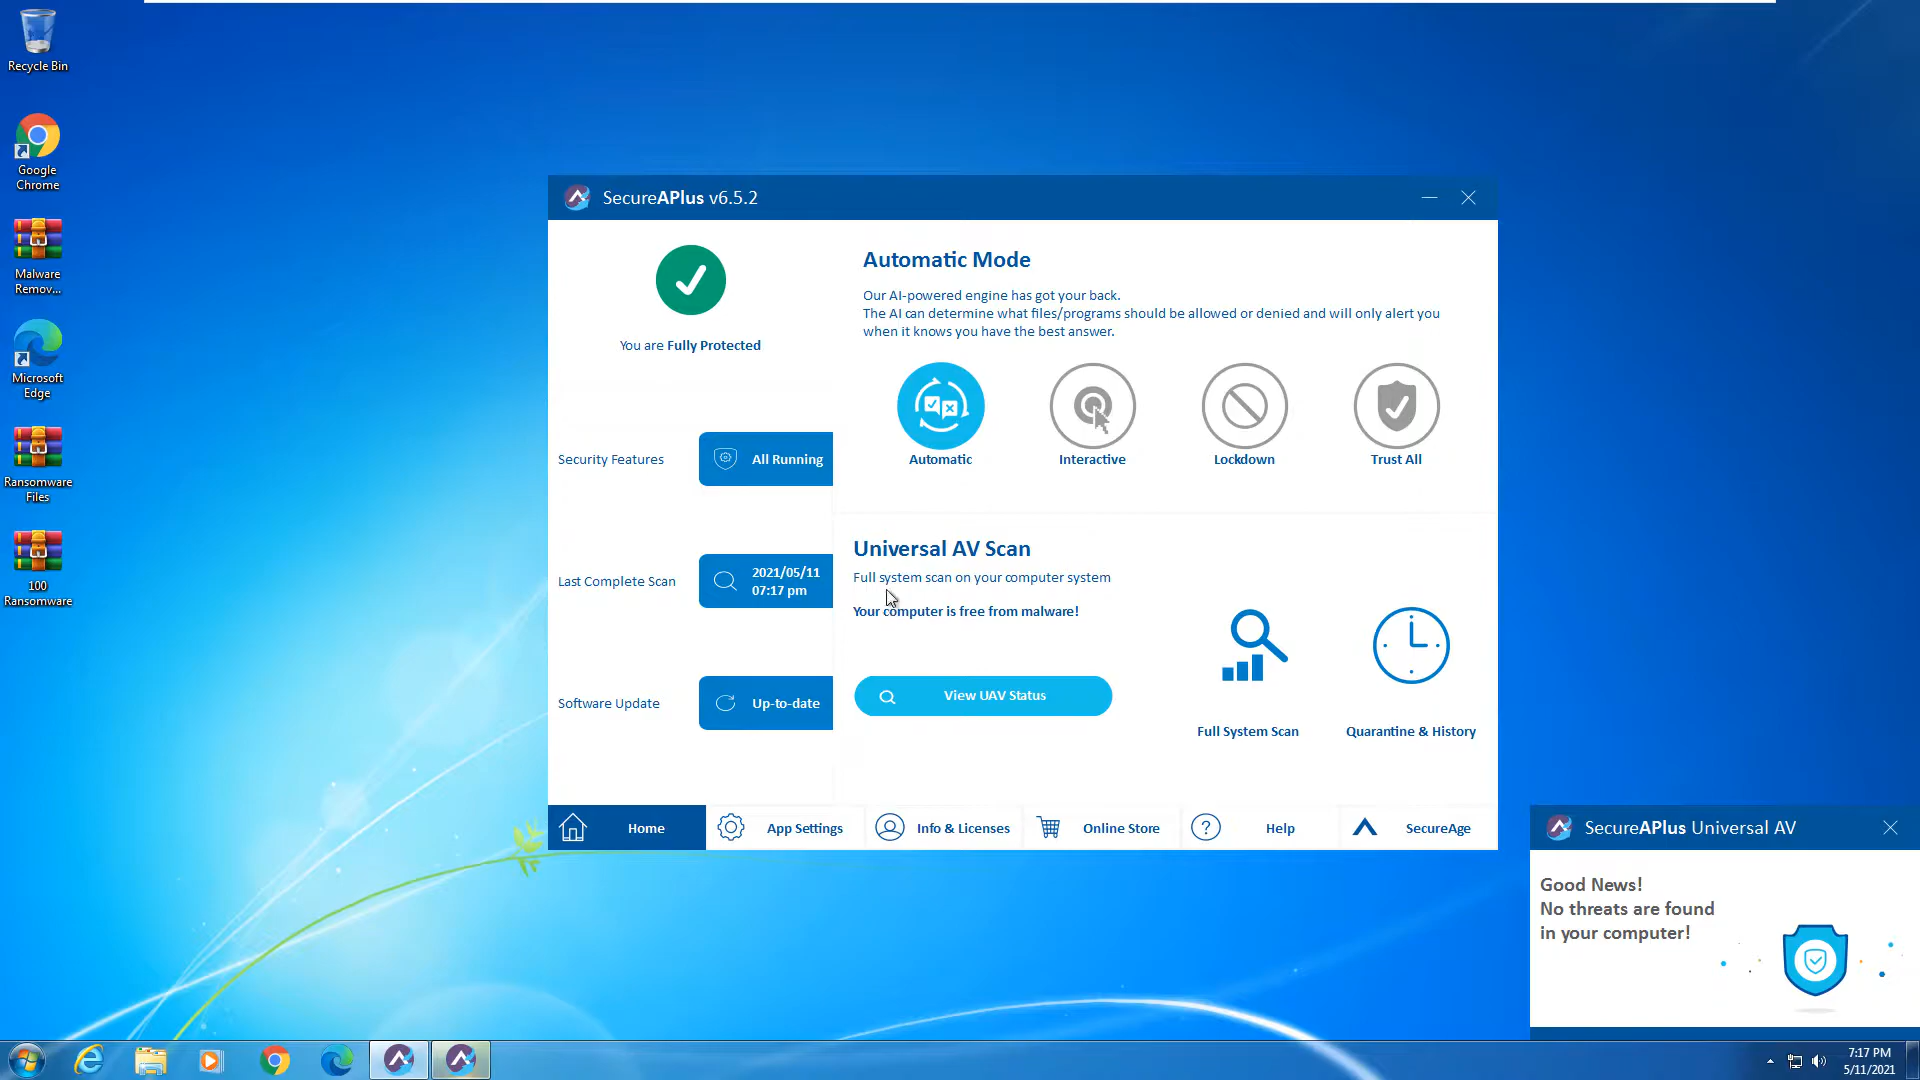 Recycle Bin
Google
Chrome
Malware
Remov...
Microsoft
Edge
Ransomware
Files
100
Ransomware
SecureAPlus v6.5.2
You are Fully Protected
Security Features
All Running
Last Complete Scan
2021/05/11
07:17 pm
Software Update
Up-to-date
Automatic Mode
Our AI-powered engine has got your back.
The AI can determine what files/programs should be allowed or denied and will only alert you
when it knows you have the best answer.
Automatic
Interactive
Lockdown
Trust All
Universal AV Scan
Full system scan on your computer system
Your computer is free from malware!
View UAV Status
Full System Scan
Quarantine & History
Home
App Settings
Info & Licenses
Online Store
Help
SecureAge
SecureAPlus Universal AV
Good News!
No threats are found
in your computer!
7:17 PM
5/11/2021